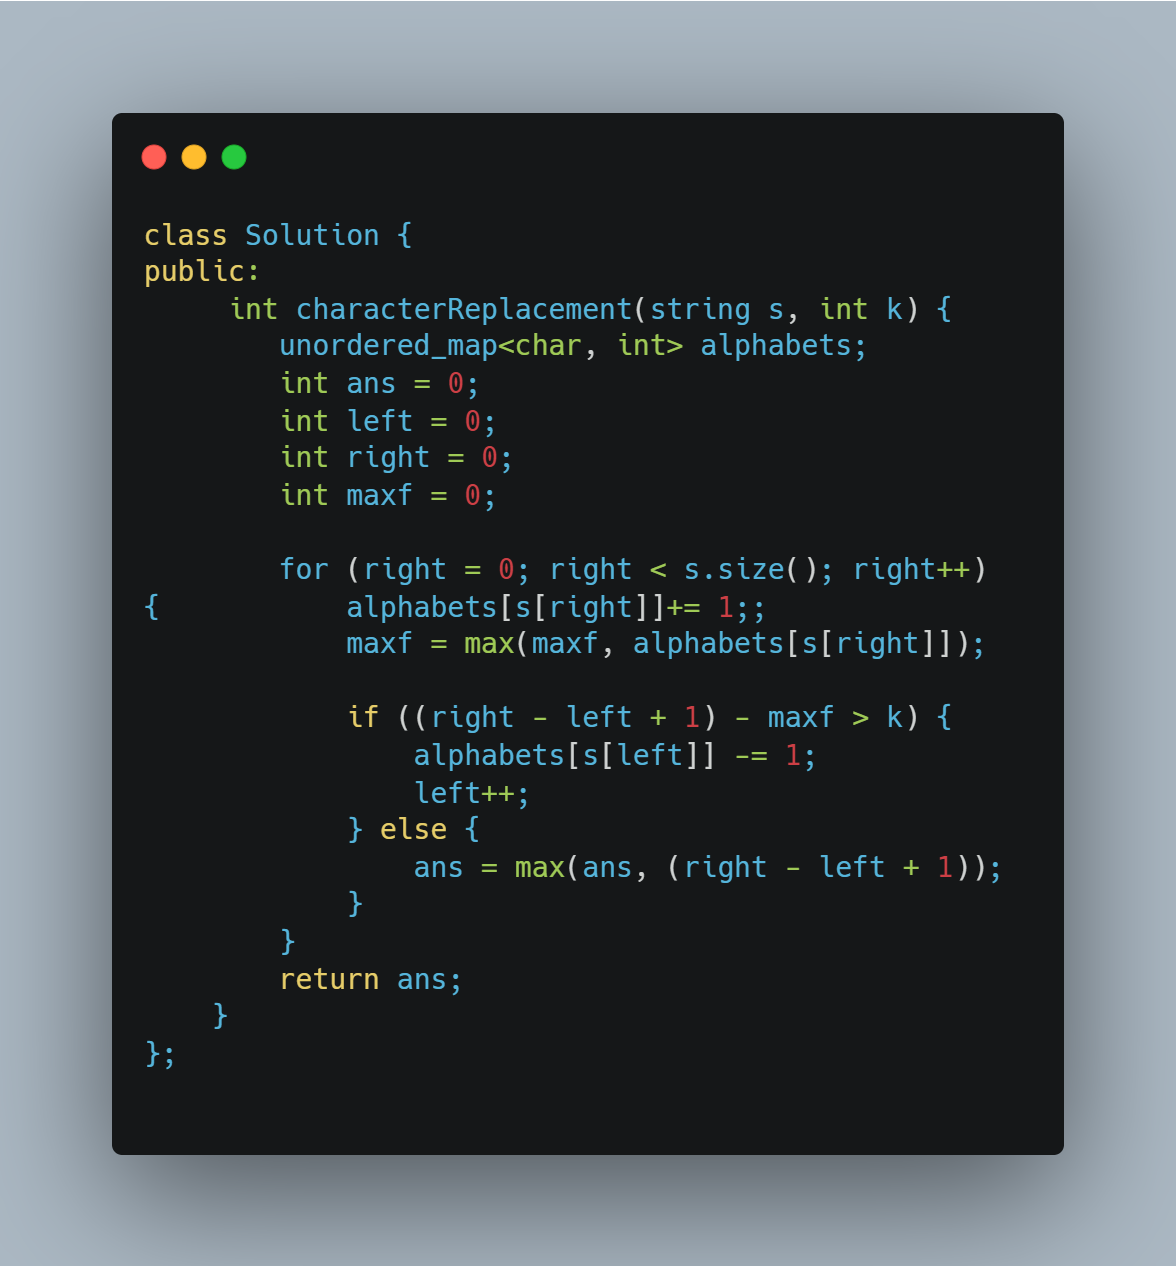 class Solution {
public:
     int characterReplacement(string s, int k) {
        unordered_map<char, int> alphabets;
        int ans = 0;
        int left = 0;
        int right = 0;
        int maxf = 0;

        for (right = 0; right < s.size(); right++)
{           alphabets[s[right]]+= 1;;
            maxf = max(maxf, alphabets[s[right]]);

            if ((right - left + 1) - maxf > k) {
                alphabets[s[left]] -= 1;
                left++;
            } else {
                ans = max(ans, (right - left + 1));
            }
        }
        return ans;
    }
};